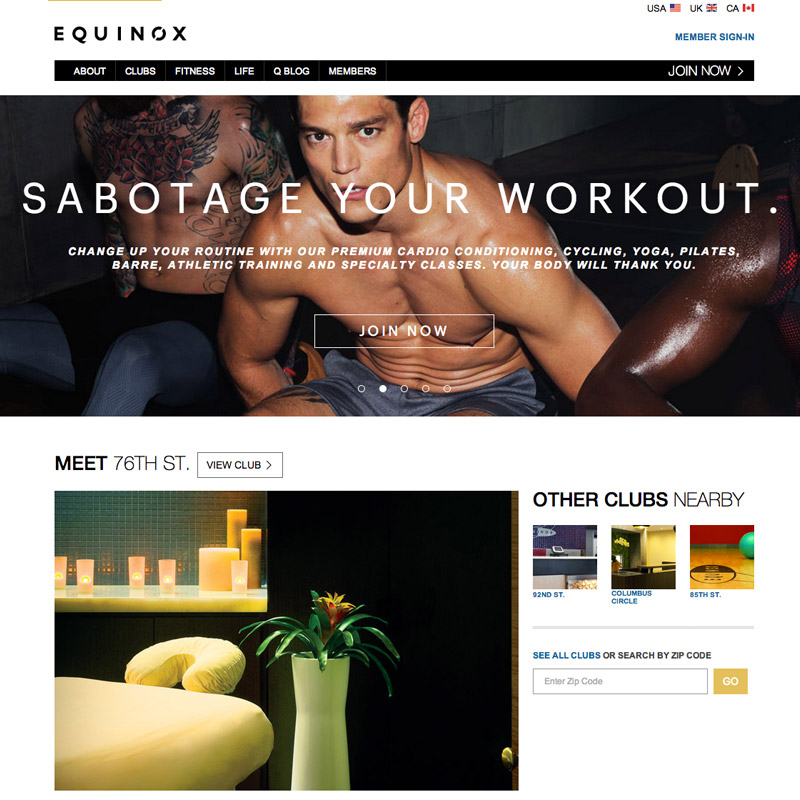 USA UK CA
EQUINOX
MEMBER SIGN-IN
ABOUT CLUBS FITNESS LIFE Q BLOG MEMBERS JOIN NOW >
SABOTAGE YOUR WORKOUT.
CHANGE UP YOUR ROUTINE WITH OUR PREMIUM CARDIO CONDITIONING, CYCLING, YOGA, PILATES,
BARRE, ATHLETIC TRAINING AND SPECIALTY CLASSES. YOUR BODY WILL THANK YOU.
JOIN NOW
MEET 76TH ST. VIEW CLUB >
OTHER CLUBS NEARBY
92ND ST.
COLUMBUS
CIRCLE
85TH ST.
SEE ALL CLUBS OR SEARCH BY ZIP CODE
Enter Zip Code GO